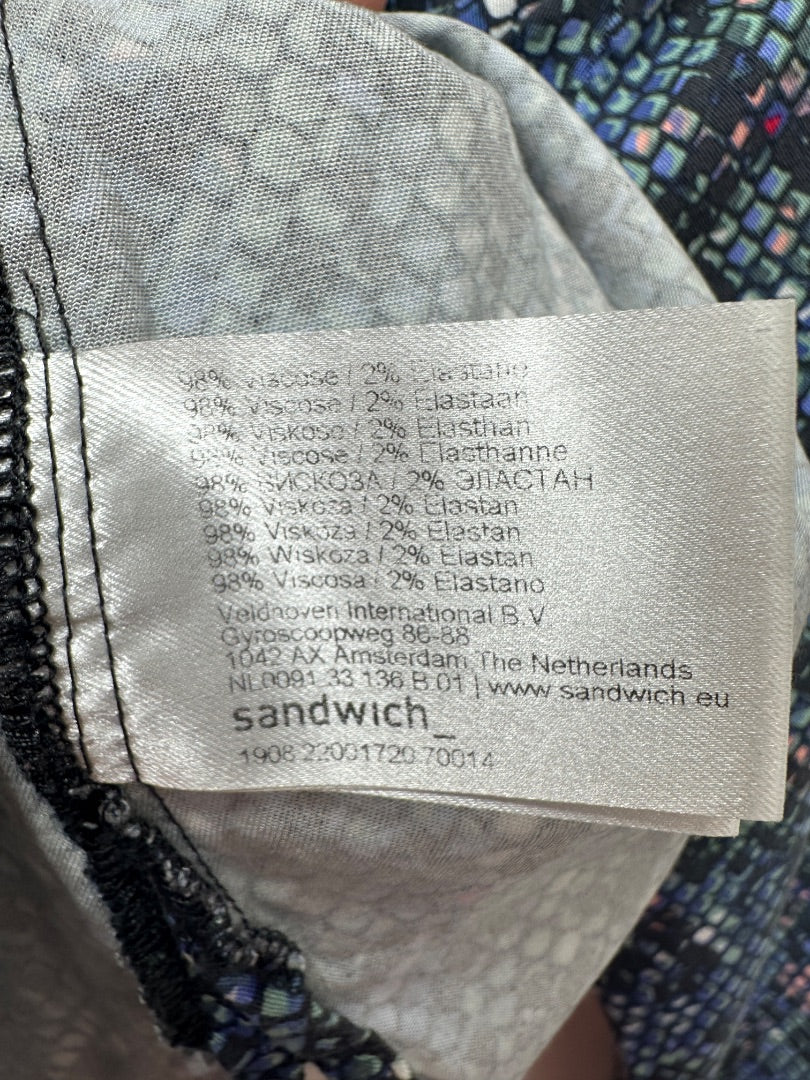 98% Viscose / 2% Elastane
98% Viscose / 2% Elastaan
98% Viskose / 2% Elasthan
98% Viscose / 2% Elasthanne
98% ВИСКОЗА / 2% ЭЛАСТАН
98% Viskoza / 2% Elastan
98% Viskóza / 2% Elastan
98% Wiskoza / 2% Elastan
98% Viscosa / 2% Elastano
Veldhoven International B.V.
Gyroscoopweg 86-88
1042 AX Amsterdam, The Netherlands
NL0091.33.136.B.01 | www.sandwich.eu
sandwich_
1908 22001720 70014